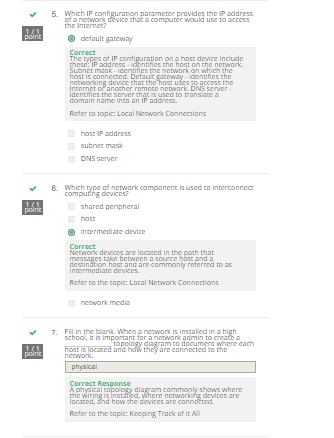 5. Which IP configuration parameter provides the IP address
of a network device that a computer would use to access
the Internet?
1 / 1
point
default gateway
Correct
The types of IP configuration on a host device include
these: IP address - identifies the host on the network.
Subnet mask - identifies the network on which the
host is connected. Default gateway - identifies the
networking device that the host uses to access the
Internet or another remote network. DNS server -
identifies the server that is used to translate a
domain name into an IP address.
Refer to topic: Local Network Connections
host IP address
subnet mask
DNS server
6. Which type of network component is used to interconnect
computing devices?
1 / 1
point
shared peripheral
host
intermediate device
Correct
Network devices are located in the path that
messages take between a source host and a
destination host and are commonly referred to as
intermediate devices.
Refer to the topic: Local Network Connections
network media
7. Fill in the blank. When a network is installed in a high
school, it is important for a network admin to create a
topology diagram to document where each
host is located and how they are connected to the
network.
1 / 1
point
physical
Correct Response
A physical topology diagram commonly shows where
the wiring is installed, where networking devices are
located, and how the devices are connected.
Refer to the topic: Keeping Track of it All